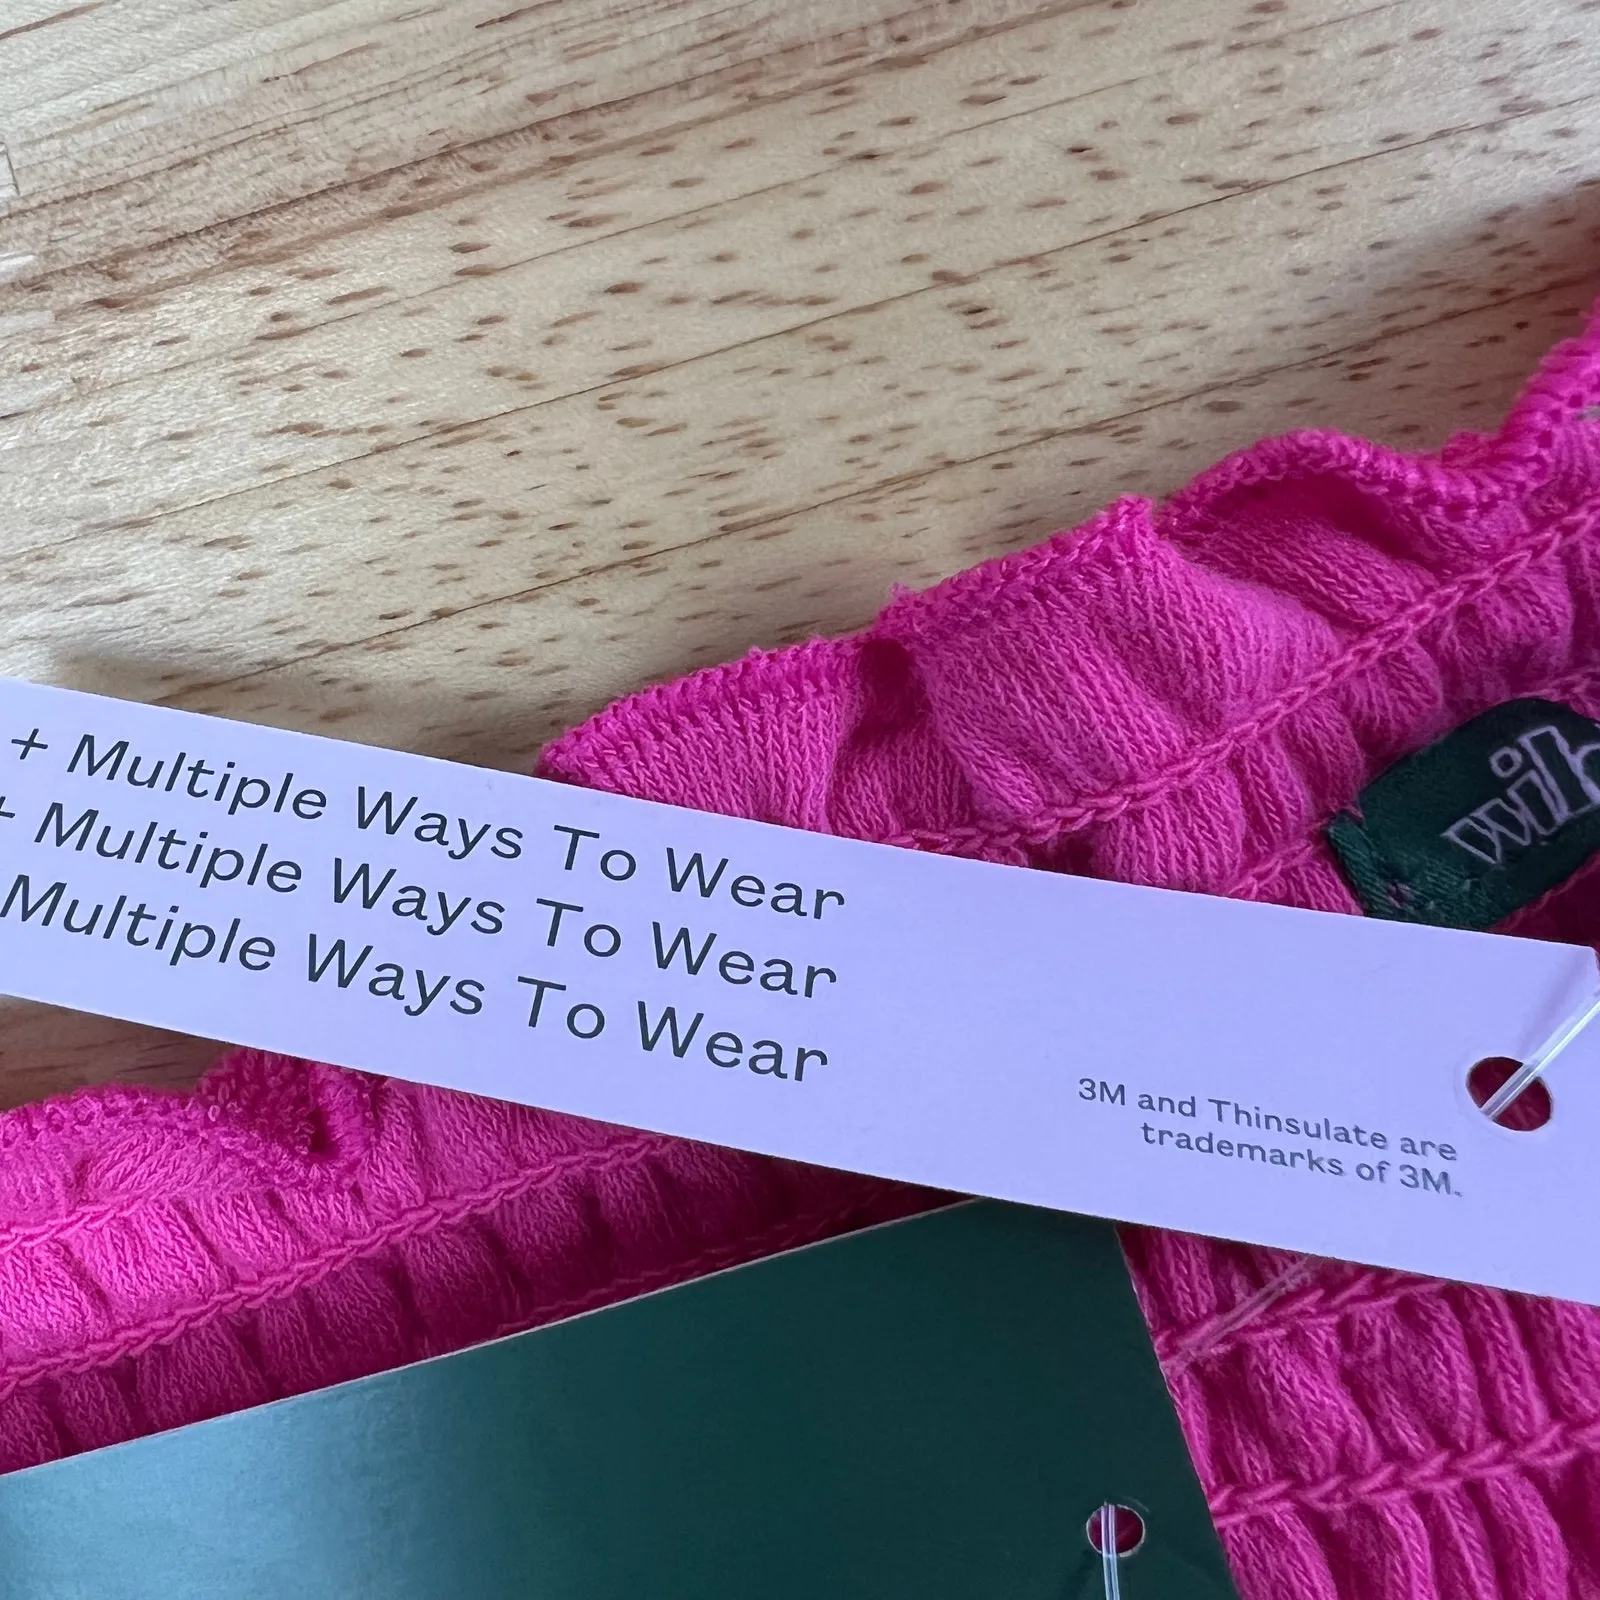 + Multiple Ways To Wear
+ Multiple Ways To Wear
Multiple Ways To Wear
3M and Thinsulate are
trademarks of 3M.